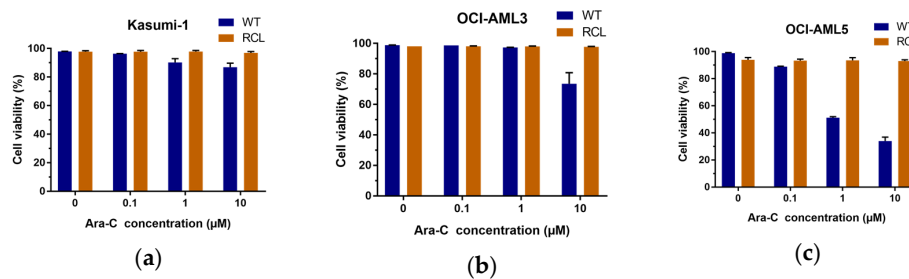 Kasumi-1
WT
RCL
100
80
60
40
20
0
Cell viability (%)
0 0.1 1 10
Ara-C concentration (µM)
(a)
OCI-AML3
WT
RCL
100
80
60
40
20
0
Cell viability (%)
0 0.1 1 10
Ara-C concentration (µM)
(b)
OCI-AML5
WT
RC
100
80
60
40
20
0
Cell viability (%)
0 0.1 1 10
Ara-C concentration (µM)
(c)